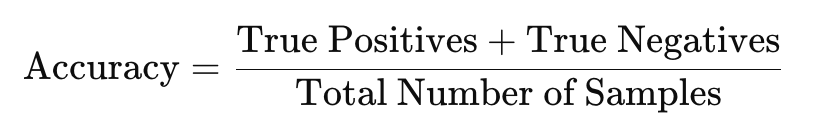 Accuracy = True Positives + True Negatives
Total Number of Samples